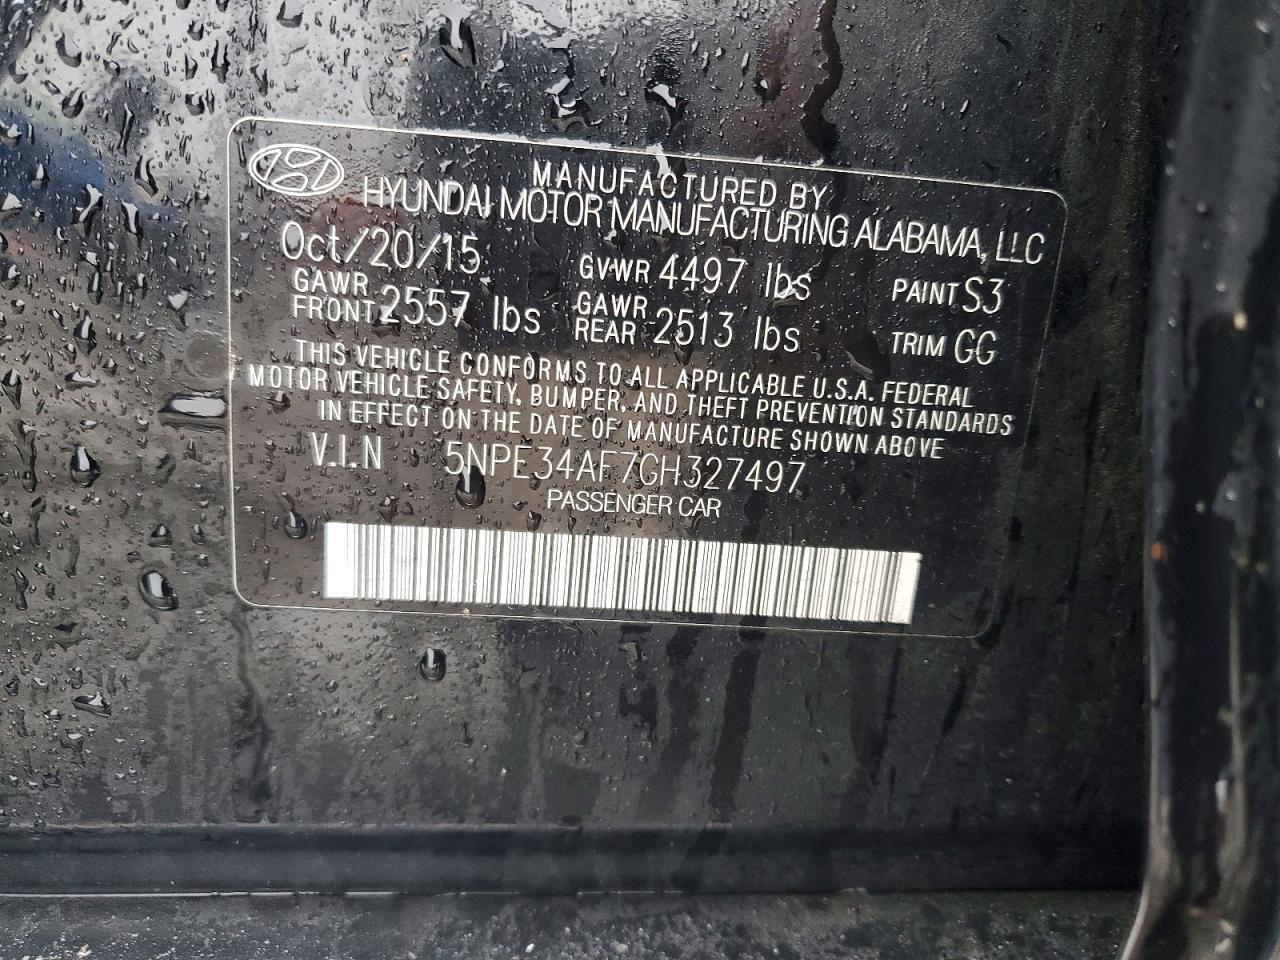 MANUFACTURED BY
HYUNDAI MOTOR MANUFACTURING ALABAMA, LLC
Oct/20/15 GVWR 4497 lbs PAINT S3
GAWR FRONT 2557 lbs GAWR REAR 2513 lbs TRIM GG
THIS VEHICLE CONFORMS TO ALL APPLICABLE U.S.A. FEDERAL
MOTOR VEHICLE SAFETY, BUMPER, AND THEFT PREVENTION STANDARDS
IN EFFECT ON THE DATE OF MANUFACTURE SHOWN ABOVE
V.I.N 5NPE34AF7GH327497
PASSENGER CAR